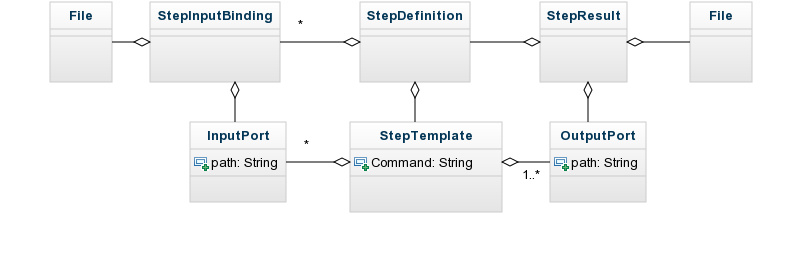 File
StepInputBinding
*
StepDefinition
StepResult
File
InputPort
path: String
*
StepTemplate
Command: String
1..*
OutputPort
path: String